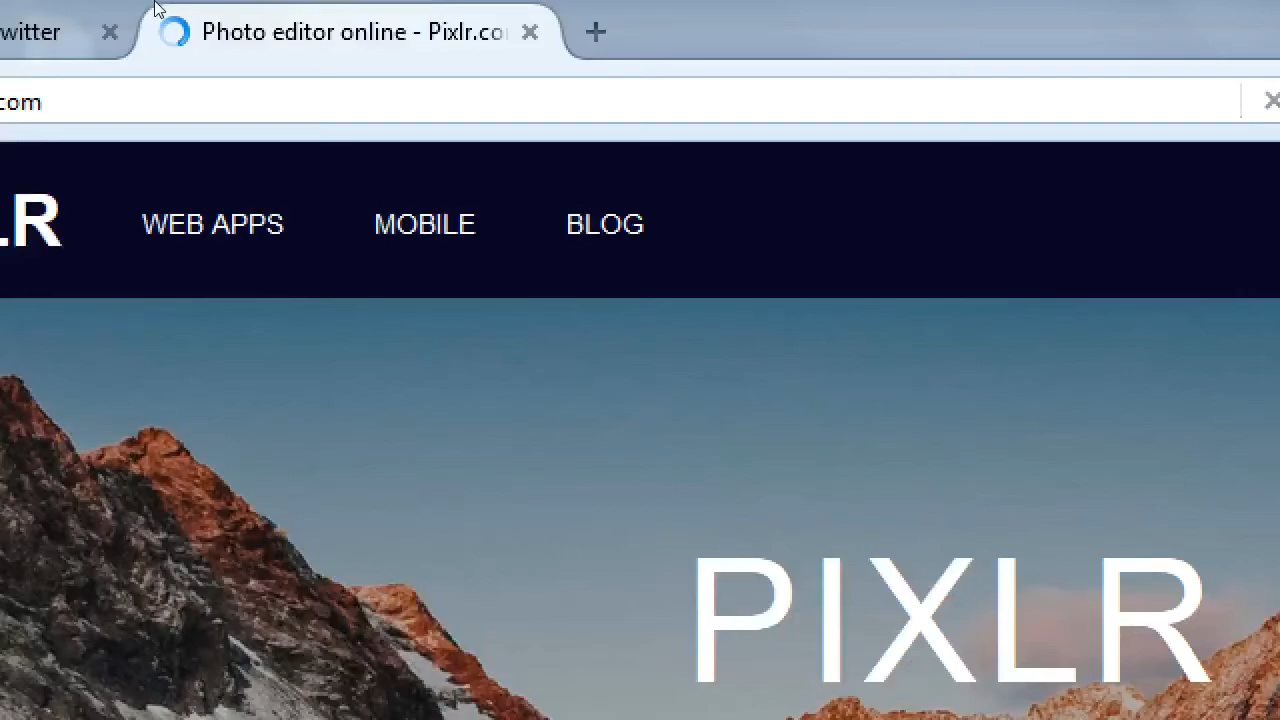 witter
Photo editor online - Pixlr.co
com
LR
WEB APPS
MOBILE
BLOG
PIXLR